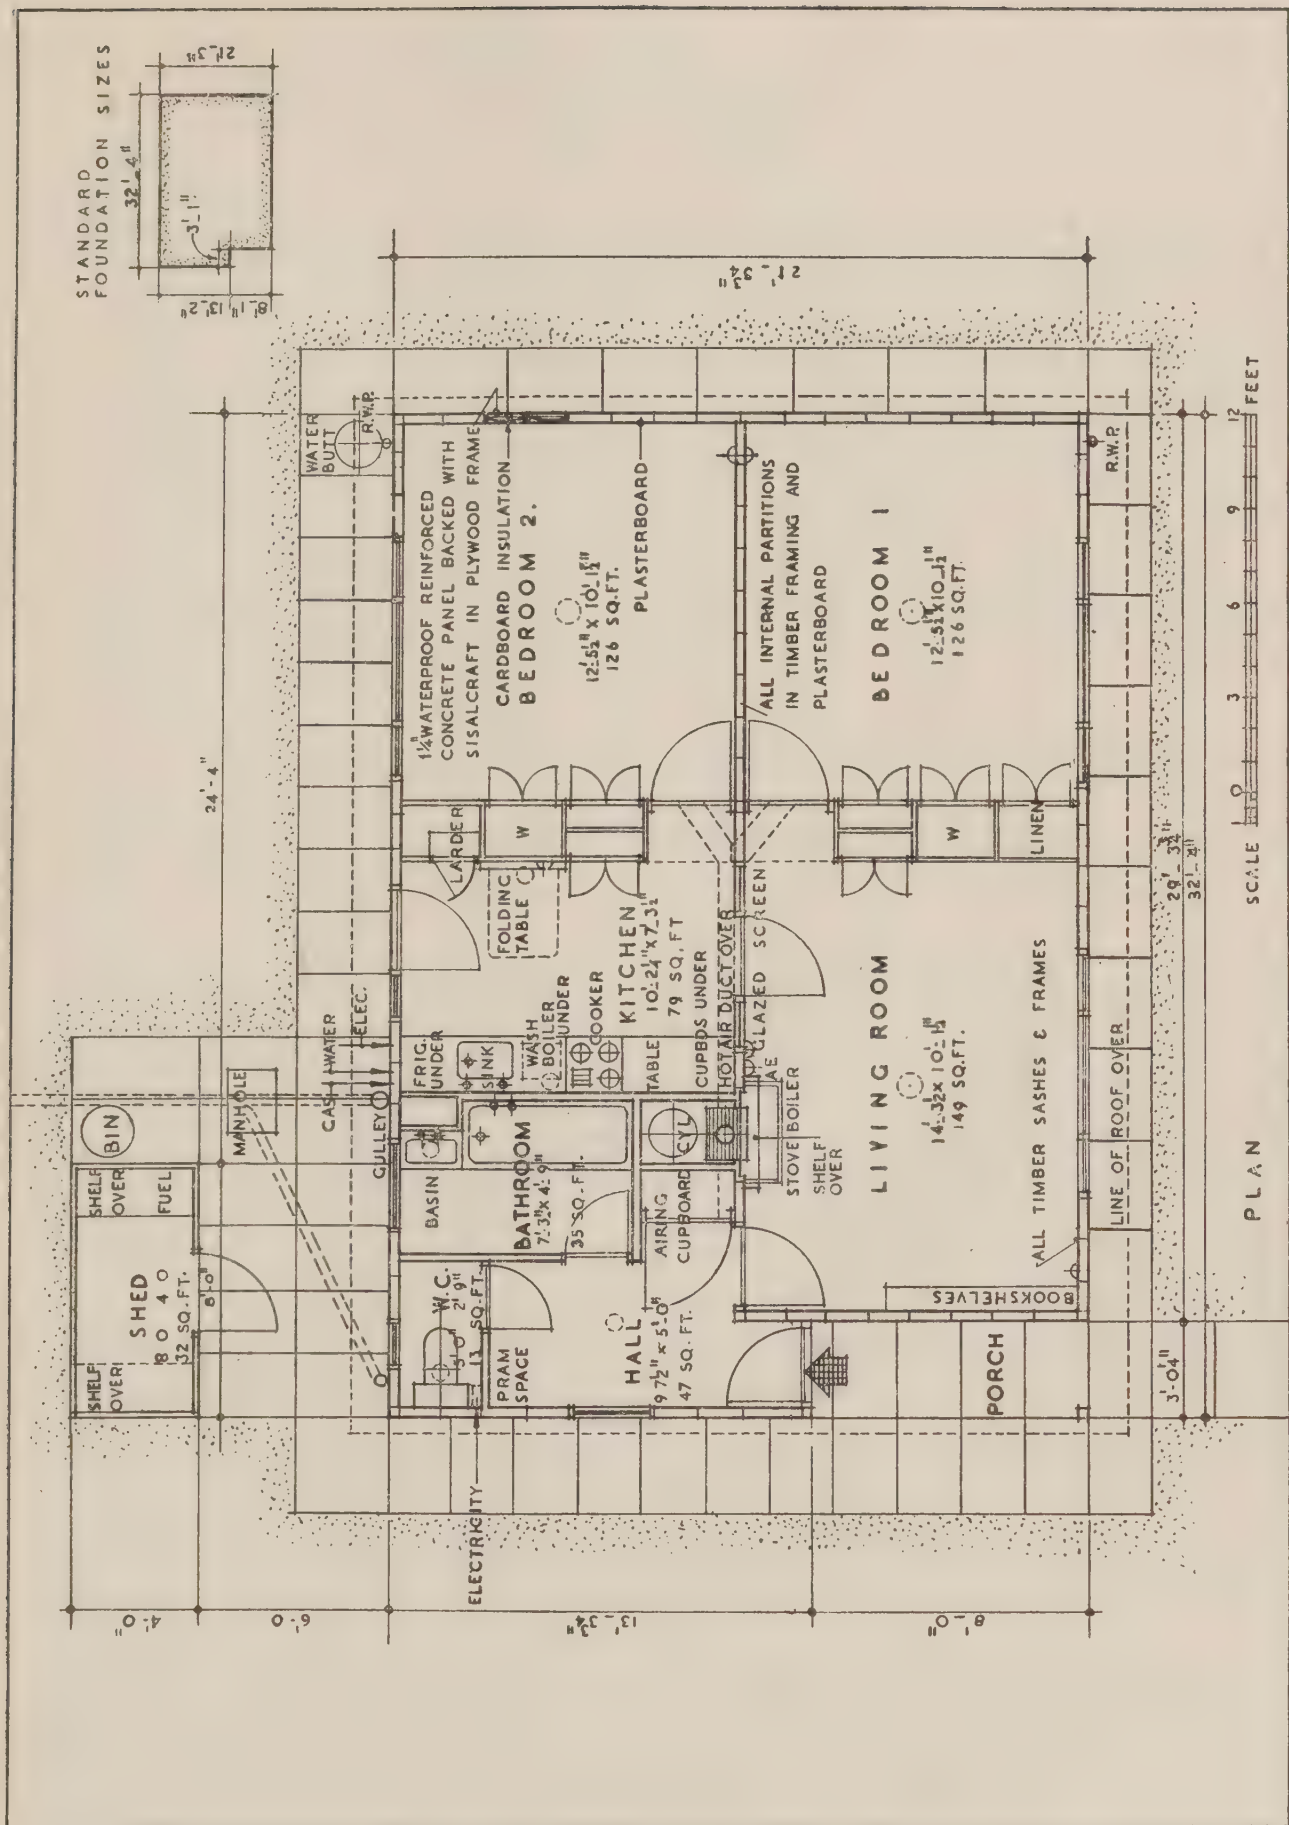 STANDARD
FOUNDATION SIZES
32'-4"
3'-1"
21'-3"
8'-1"
13'-2"
24'-4"
WATER
BUTT
R.W.P.
1¼" WATERPROOF REINFORCED
CONCRETE PANEL BACKED WITH
SISALCRAFT IN PLYWOOD FRAME
CARDBOARD INSULATION
BEDROOM 2.
12'-5½" X 10'-1½"
126 SQ.FT.
PLASTERBOARD
ALL INTERNAL PARTITIONS
IN TIMBER FRAMING AND
PLASTERBOARD
BEDROOM 1
12'-5½" X 10'-1½"
126 SQ.FT.
R.W.P.
21'-3¾"
LARDER
W
W
LINEN
FOLDING
TABLE
KITCHEN
10'-2¼" X 7'-3½"
79 SQ. FT
CUPBDS UNDER
HOT AIR DUCT OVER
GLAZED SCREEN
FRIG.
UNDER
SINK
WASH
BOILER
UNDER
COOKER
TABLE
AE
GAS
WATER
ELEC.
GULLEY
MANHOLE
BIN
SHELF
OVER
FUEL
SHED
8 0 4 0
32 SQ.FT.
8'-0"
SHELF
OVER
BASIN
BATHROOM
7'-3" X 4'-9"
35 SQ.FT.
CYL
AIRING
CUPBOARD
STOVE BOILER
SHELF
OVER
LIVING ROOM
149 SQ.FT.
ALL TIMBER SASHES & FRAMES
LINE OF ROOF OVER
BOOKSHELVES
W.C.
5'-0" 2'-9"
13 SQ.FT.
PRAM
SPACE
HALL
9 7½" x 5'-0"
47 SQ. FT.
PORCH
ELECTRICITY
4'-0"
6'-0
13'-3¾"
8'-0"
3'-0¼"
29'-3¾"
32'-4"
SCALE 1 0 3 6 9 12 FEET
PLAN